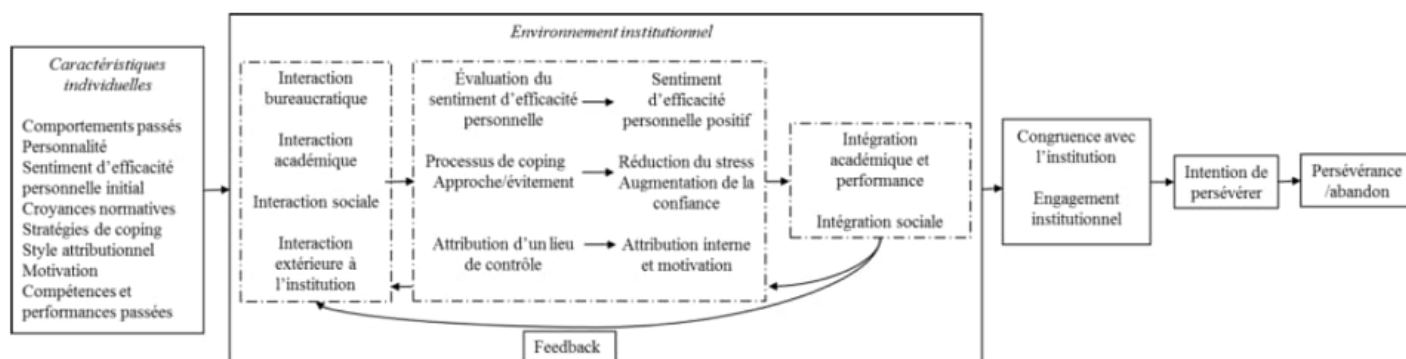 Environnement institutionnel
Caractéristiques
individuelles
Comportements passés
Personnalité
Sentiment d'efficacité
personnelle initial
Croyances normatives
Stratégies de coping
Style attributionnel
Motivation
Compétences et
performances passées
Interaction
bureaucratique
Interaction
académique
Interaction sociale
Interaction
extérieure à
l'institution
Évaluation du
sentiment d'efficacité
personnelle
Sentiment
d'efficacité
personnelle positif
Processus de coping
Approche/évitement
Réduction du stress
Augmentation de la
confiance
Attribution d'un lieu
de contrôle
Attribution interne
et motivation
Intégration
académique et
performance
Intégration sociale
Feedback
Congruence avec
l'institution
Engagement
institutionnel
Intention de
persévérer
Persévérance
/abandon